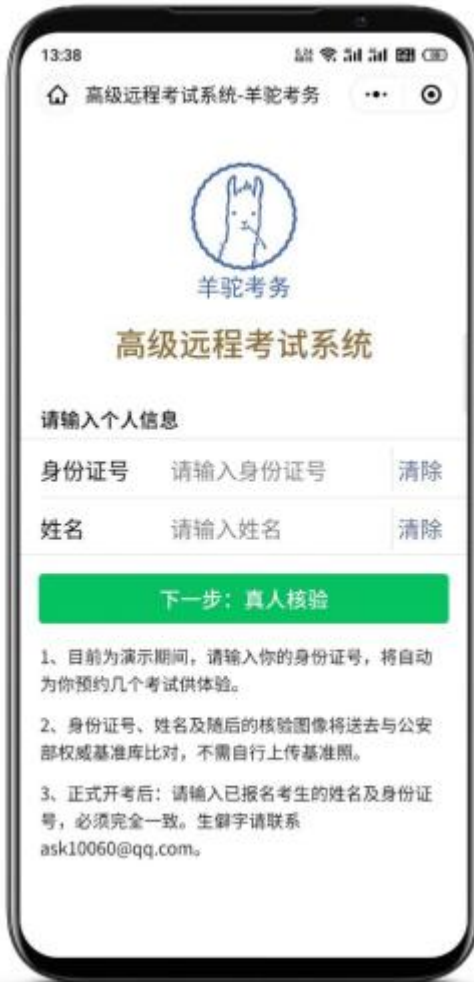 13:38
高级远程考试系统-羊驼考务
羊驼考务
高级远程考试系统
请输入个人信息
身份证号 请输入身份证号 清除
姓名 请输入姓名 清除
下一步：真人核验
1、目前为演示期间，请输入你的身份证号，将自动
为你预约几个考试供体验。
2、身份证号、姓名及随后的核验图像将送去与公安
部权威基准库比对，不需自行上传基准照。
3、正式开考后：请输入已报名考生的姓名及身份证
号，必须完全一致。生僻字请联系
ask10060@qq.com。